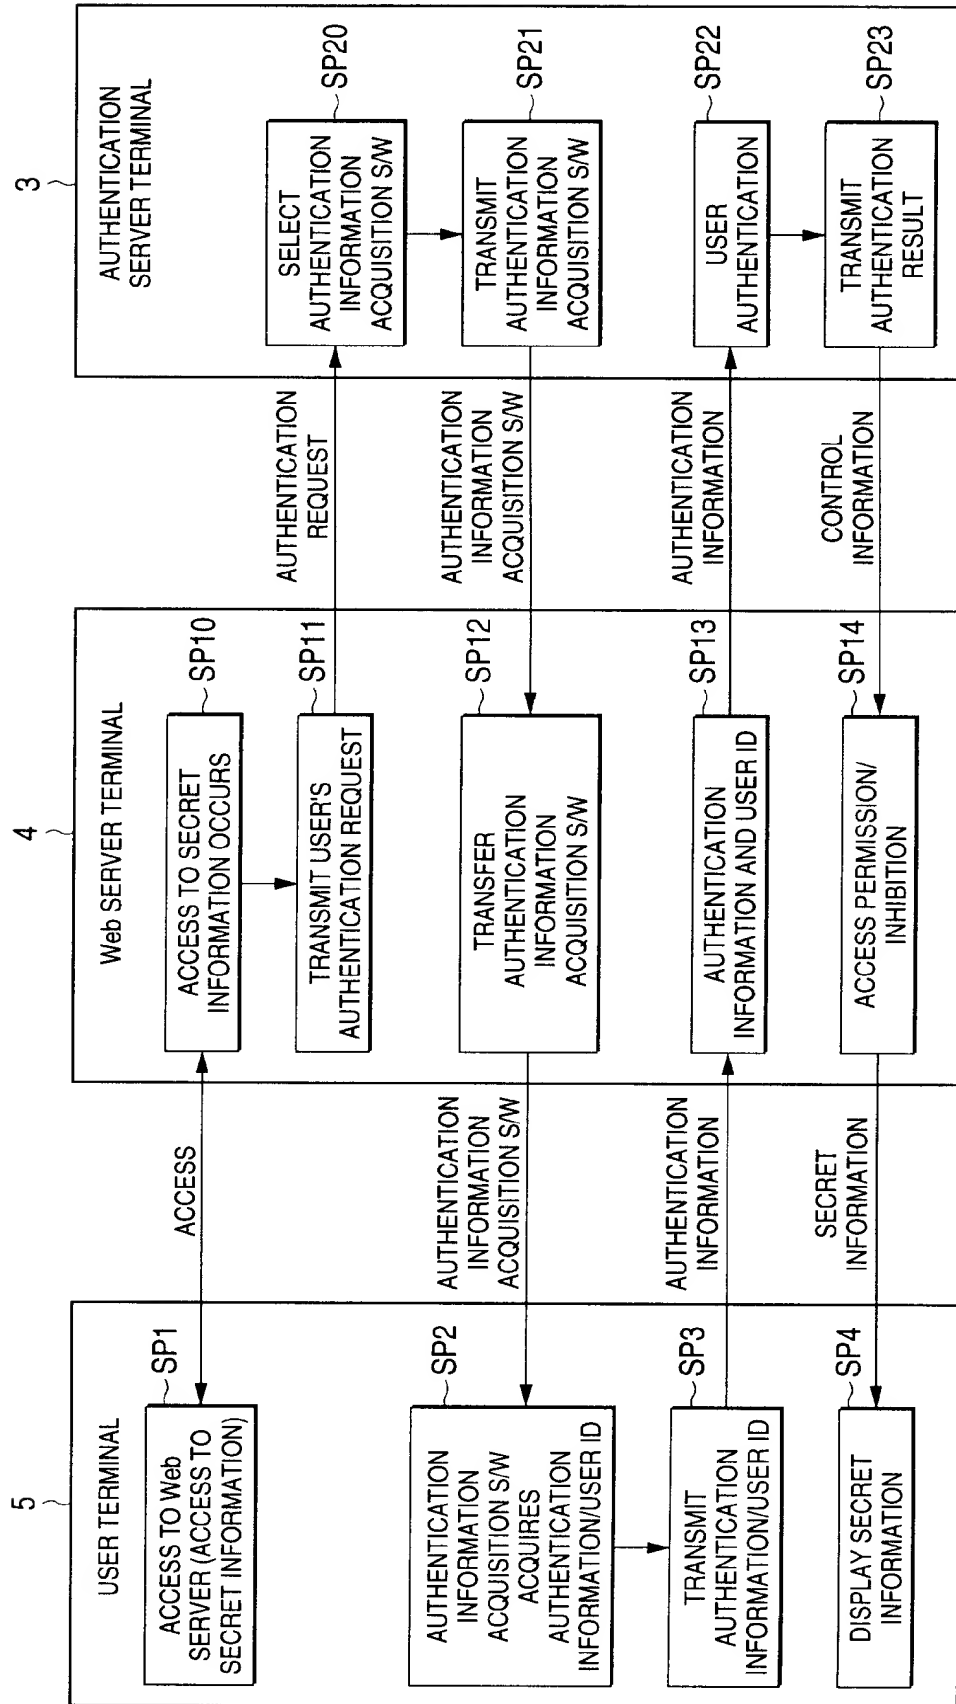 5
USER TERMINAL
SP1
ACCESS TO Web
SERVER (ACCESS TO
SECRET INFORMATION)
SP2
AUTHENTICATION
INFORMATION
ACQUISITION S/W
ACQUIRES
AUTHENTICATION
INFORMATION/USER ID
SP3
TRANSMIT
AUTHENTICATION
INFORMATION/USER ID
SP4
DISPLAY SECRET
INFORMATION
ACCESS
AUTHENTICATION
INFORMATION
ACQUISITION S/W
AUTHENTICATION
INFORMATION
SECRET
INFORMATION
4
Web SERVER TERMINAL
SP10
ACCESS TO SECRET
INFORMATION OCCURS
SP11
TRANSMIT USER'S
AUTHENTICATION REQUEST
SP12
TRANSFER
AUTHENTICATION
INFORMATION
ACQUISITION S/W
SP13
AUTHENTICATION
INFORMATION AND USER ID
SP14
ACCESS PERMISSION/
INHIBITION
AUTHENTICATION
REQUEST
AUTHENTICATION
INFORMATION
ACQUISITION S/W
AUTHENTICATION
INFORMATION
CONTROL
INFORMATION
3
AUTHENTICATION
SERVER TERMINAL
SP20
SELECT
AUTHENTICATION
INFORMATION
ACQUISITION S/W
SP21
TRANSMIT
AUTHENTICATION
INFORMATION
ACQUISITION S/W
SP22
USER
AUTHENTICATION
SP23
TRANSMIT
AUTHENTICATION
RESULT